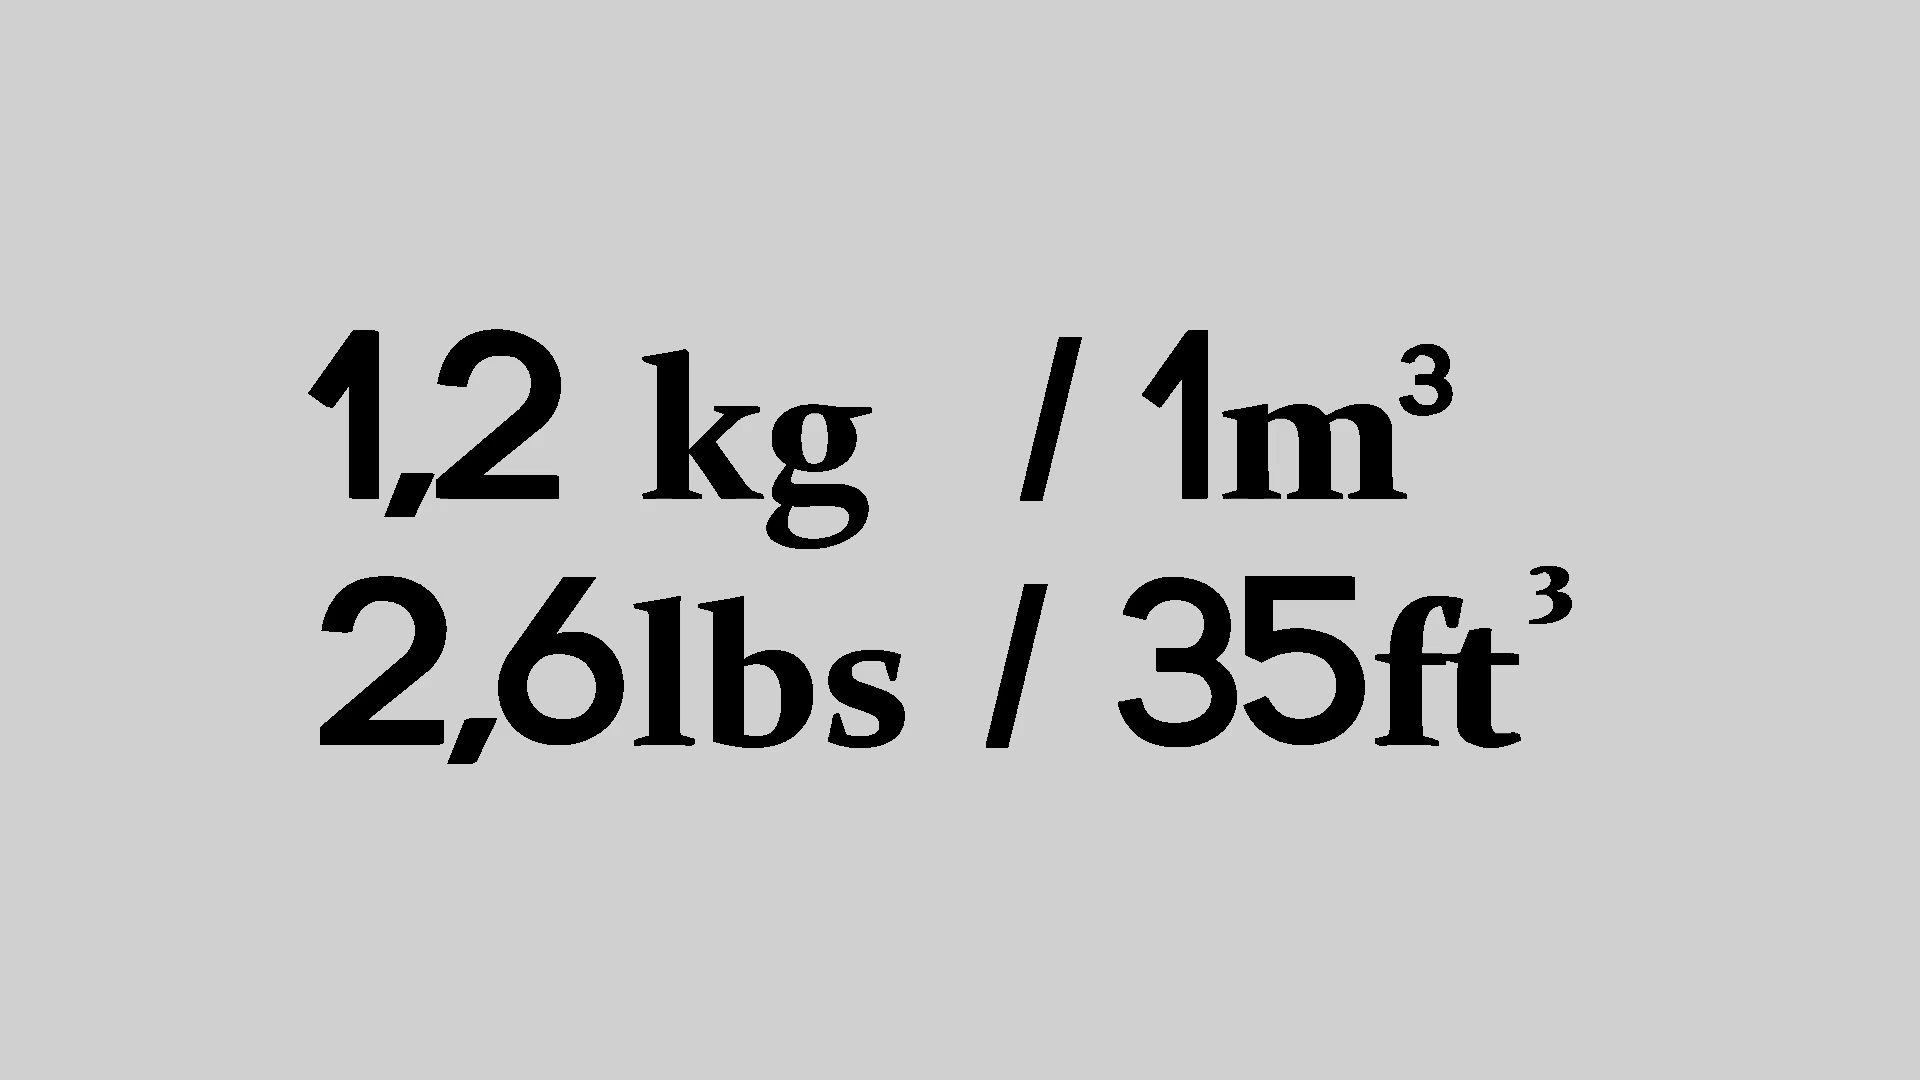 1,2 kg / 1m³
2,6lbs / 35ft³